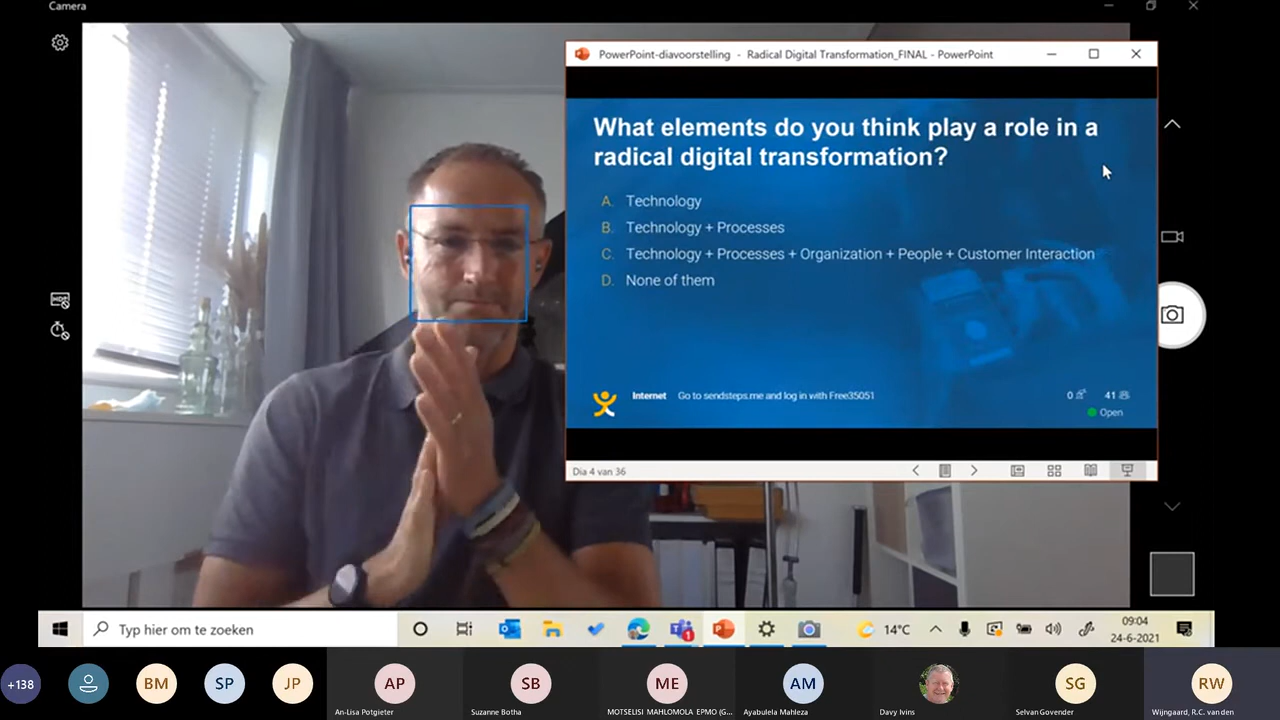 Camera
PowerPoint-diavoorstelling - Radical Digital Transformation_FINAL - PowerPoint
What elements do you think play a role in a
radical digital transformation?
A. Technology
B. Technology + Processes
C. Technology + Processes + Organization + People + Customer Interaction
D. None of them
Internet Go to sendsteps.me and log in with Free35051
0 41
Open
Dia 4 van 36
Typ hier om te zoeken
1
14°C
09:04
24-6-2021
+138
BM
SP
JP
AP
SB
ME
AM
SG
RW
An-Lisa Potgieter
Suzanne Botha
MOTSELISI MAHLOMOLA EPMO (G...
Ayabulela Mahleza
Davy Ivins
Selvan Govender
Wijngaard, R.C. van den